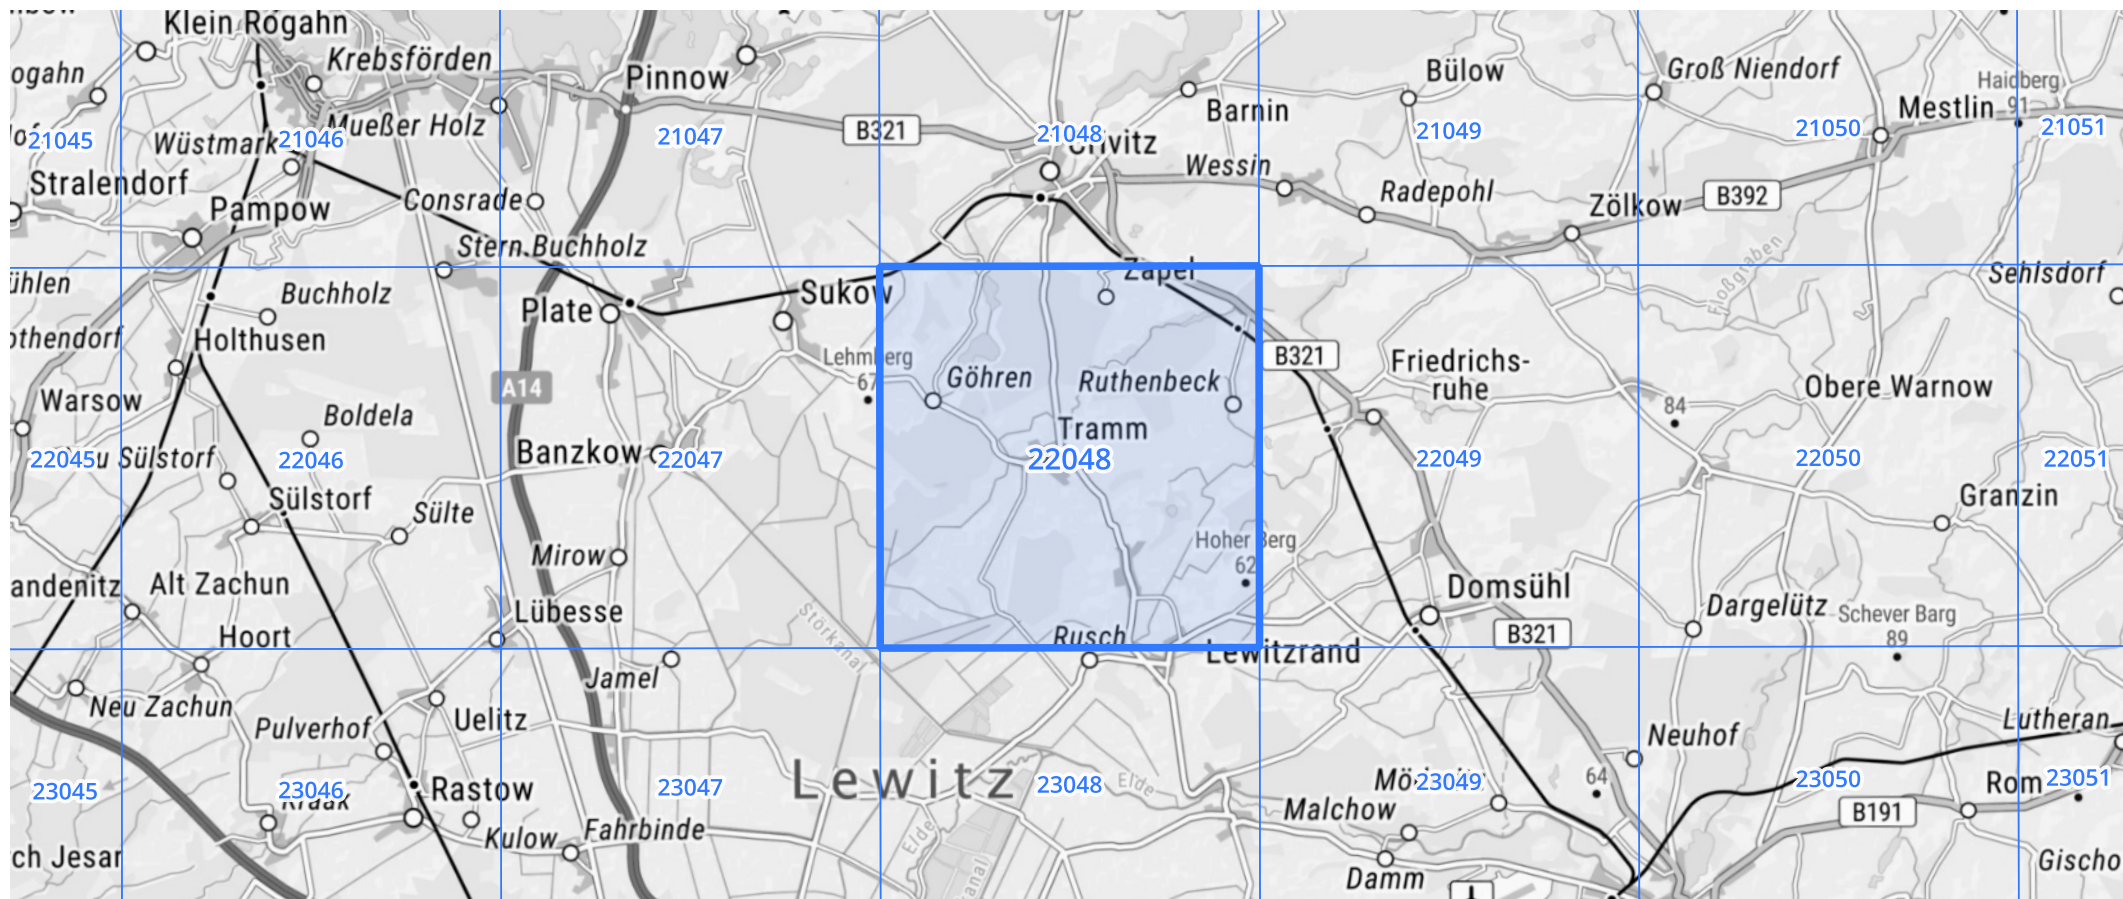 Klein Rogahn
Krebsförden
ogahn
Pinnow
Bülow
Groß Niendorf
Haidberg
91
Mestlin
Barnin
B321
Mueßer Holz
Wüstmark
21045
21046
21047
21048
21049
21050
21051
Wessin
Stralendorf
Consrade
Radepohl
Zölkow
B392
Pampow
Stern Buchholz
Floßgraben
Zapel
Sehlsdorf
Buchholz
Plate
Sukow
Holthusen
Lehmberg
67
B321
Friedrichs-
ruhe
Göhren
Ruthenbeck
A14
Obere Warnow
Warsow
Boldela
84
Tramm
Banzkow
22045
Sülstorf
22046
22047
22048
22049
22050
22051
Sülstorf
Sülte
Granzin
Mirow
Hoher Berg
62
Alt Zachun
Lübesse
Domsühl
Dargelütz
Schever Barg
89
Störkanal
Hoort
Rusch
B321
Lewitzrand
Jamel
Neu Zachun
Pulverhof
Uelitz
Neuhof
Lutheran
Lewitz
Elde
64
23045
23046
23047
23048
23049
23050
23051
Rom
Kraak
Rastow
Malchow
B191
Kulow
Fahrbinde
Elde
Damm